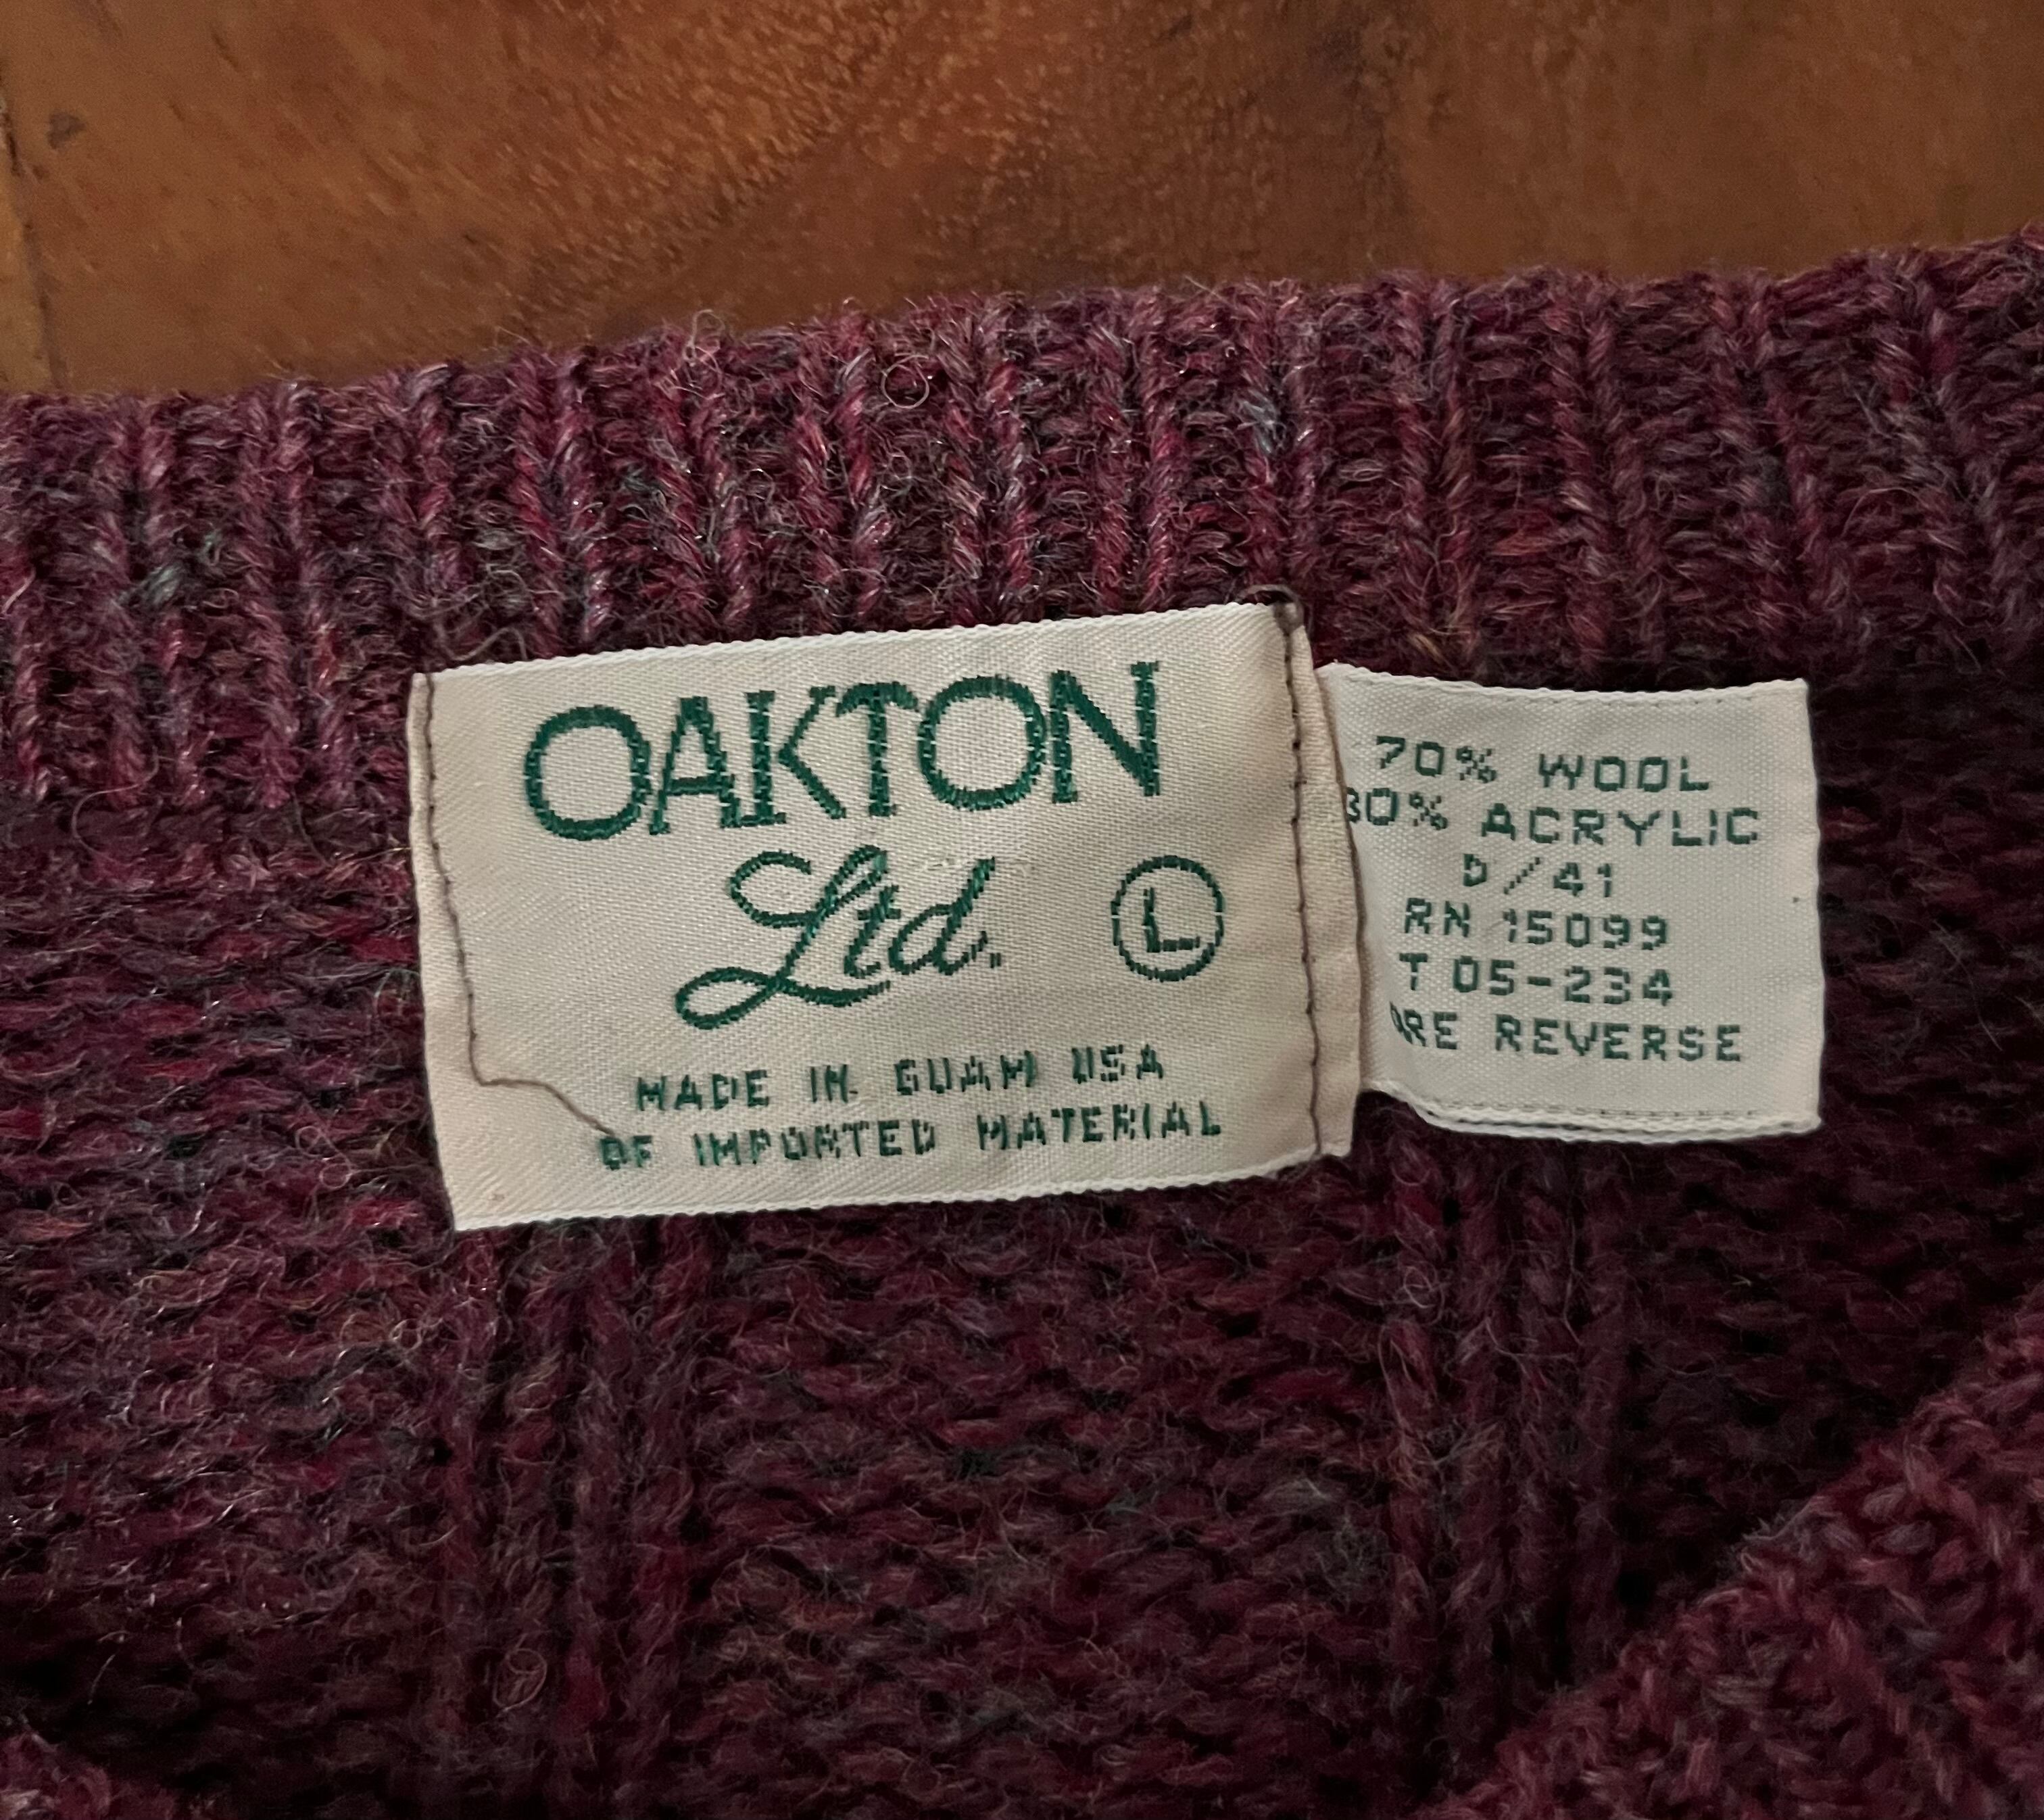 OAKTON
Ltd.
L
MADE IN GUAM USA
OF IMPORTED MATERIAL
70% WOOL
30% ACRYLIC
D/41
RN 15099
T 05-234
REVERSE